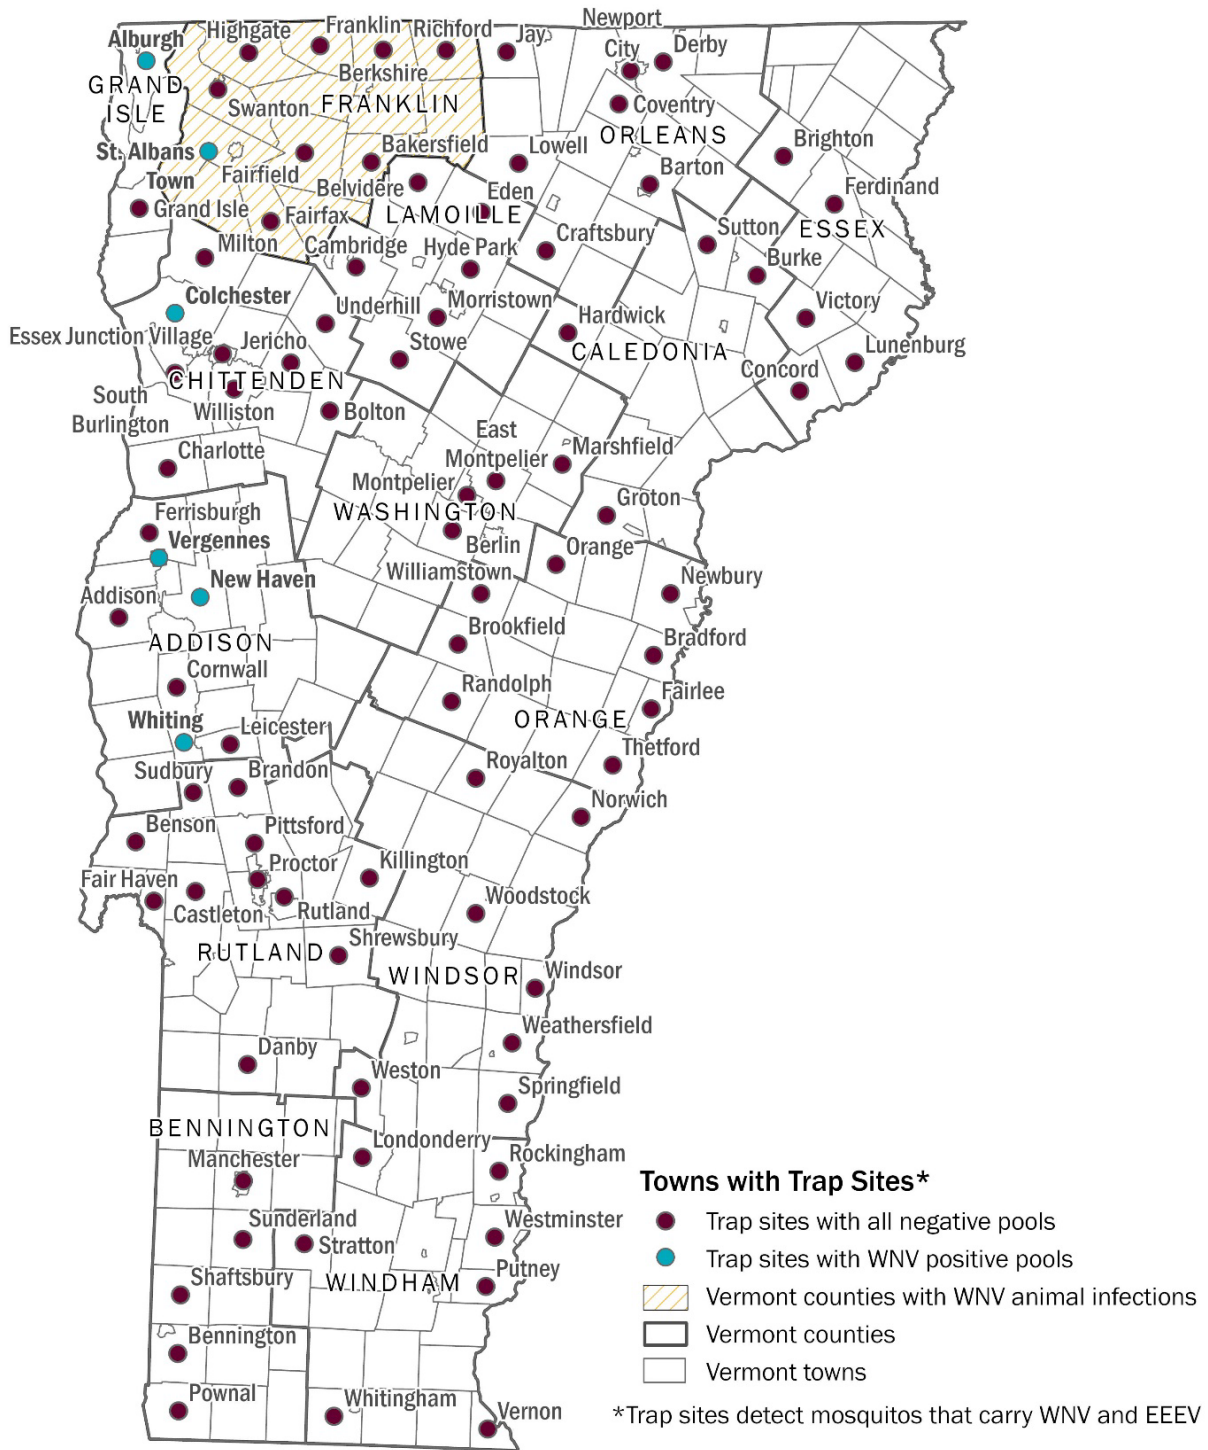 Newport
City
Alburgh
Highgate
Franklin
Richford
Jay
Derby
Berkshire
GRAND
ISLE
Swanton
FRANKLIN
Coventry
ORLEANS
St. Albans
Town
Fairfield
Bakersfield
Lowell
Barton
Brighton
Belvidere
Eden
Ferdinand
Grand Isle
Fairfax
LAMOILLE
Craftsbury
Sutton
ESSEX
Milton
Cambridge
Hyde Park
Burke
Colchester
Underhill
Morristown
Hardwick
Victory
Essex Junction Village
Jericho
Stowe
CALEDONIA
Lunenburg
Concord
CHITTENDEN
South
Burlington
Williston
Bolton
Charlotte
East
Montpelier
Marshfield
Montpelier
WASHINGTON
Groton
Ferrisburgh
Vergennes
Berlin
Orange
New Haven
Williamstown
Newbury
Addison
Brookfield
Bradford
ADDISON
Cornwall
Randolph
Fairlee
Whiting
Leicester
ORANGE
Thetford
Sudbury
Brandon
Royalton
Norwich
Benson
Pittsford
Proctor
Killington
Fair Haven
Castleton
Rutland
Woodstock
Shrewsbury
RUTLAND
WINDSOR
Windsor
Weathersfield
Danby
Weston
Springfield
BENNINGTON
Londonderry
Rockingham
Manchester
Sunderland
Stratton
Westminster
Shaftsbury
WINDHAM
Putney
Bennington
Pownal
Whitingham
Vernon
Towns with Trap Sites*
Trap sites with all negative pools
Trap sites with WNV positive pools
Vermont counties with WNV animal infections
Vermont counties
Vermont towns
*Trap sites detect mosquitos that carry WNV and EEEV